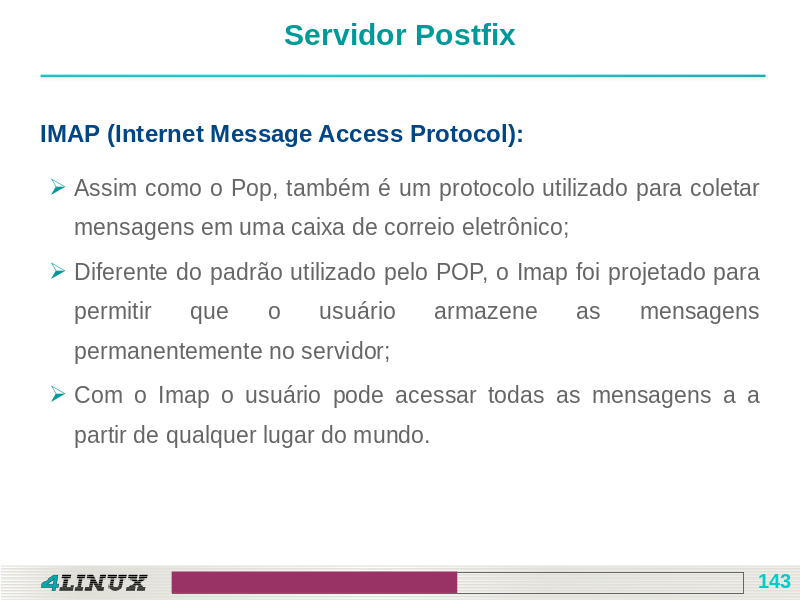 Servidor Postfix
IMAP (Internet Message Access Protocol):
Assim como o Pop, também é um protocolo utilizado para coletar
mensagens em uma caixa de correio eletrônico;
Diferente do padrão utilizado pelo POP, o Imap foi projetado para
permitir que o usuário armazene as mensagens
permanentemente no servidor;
Com o Imap o usuário pode acessar todas as mensagens a a
partir de qualquer lugar do mundo.
4LINUX
143